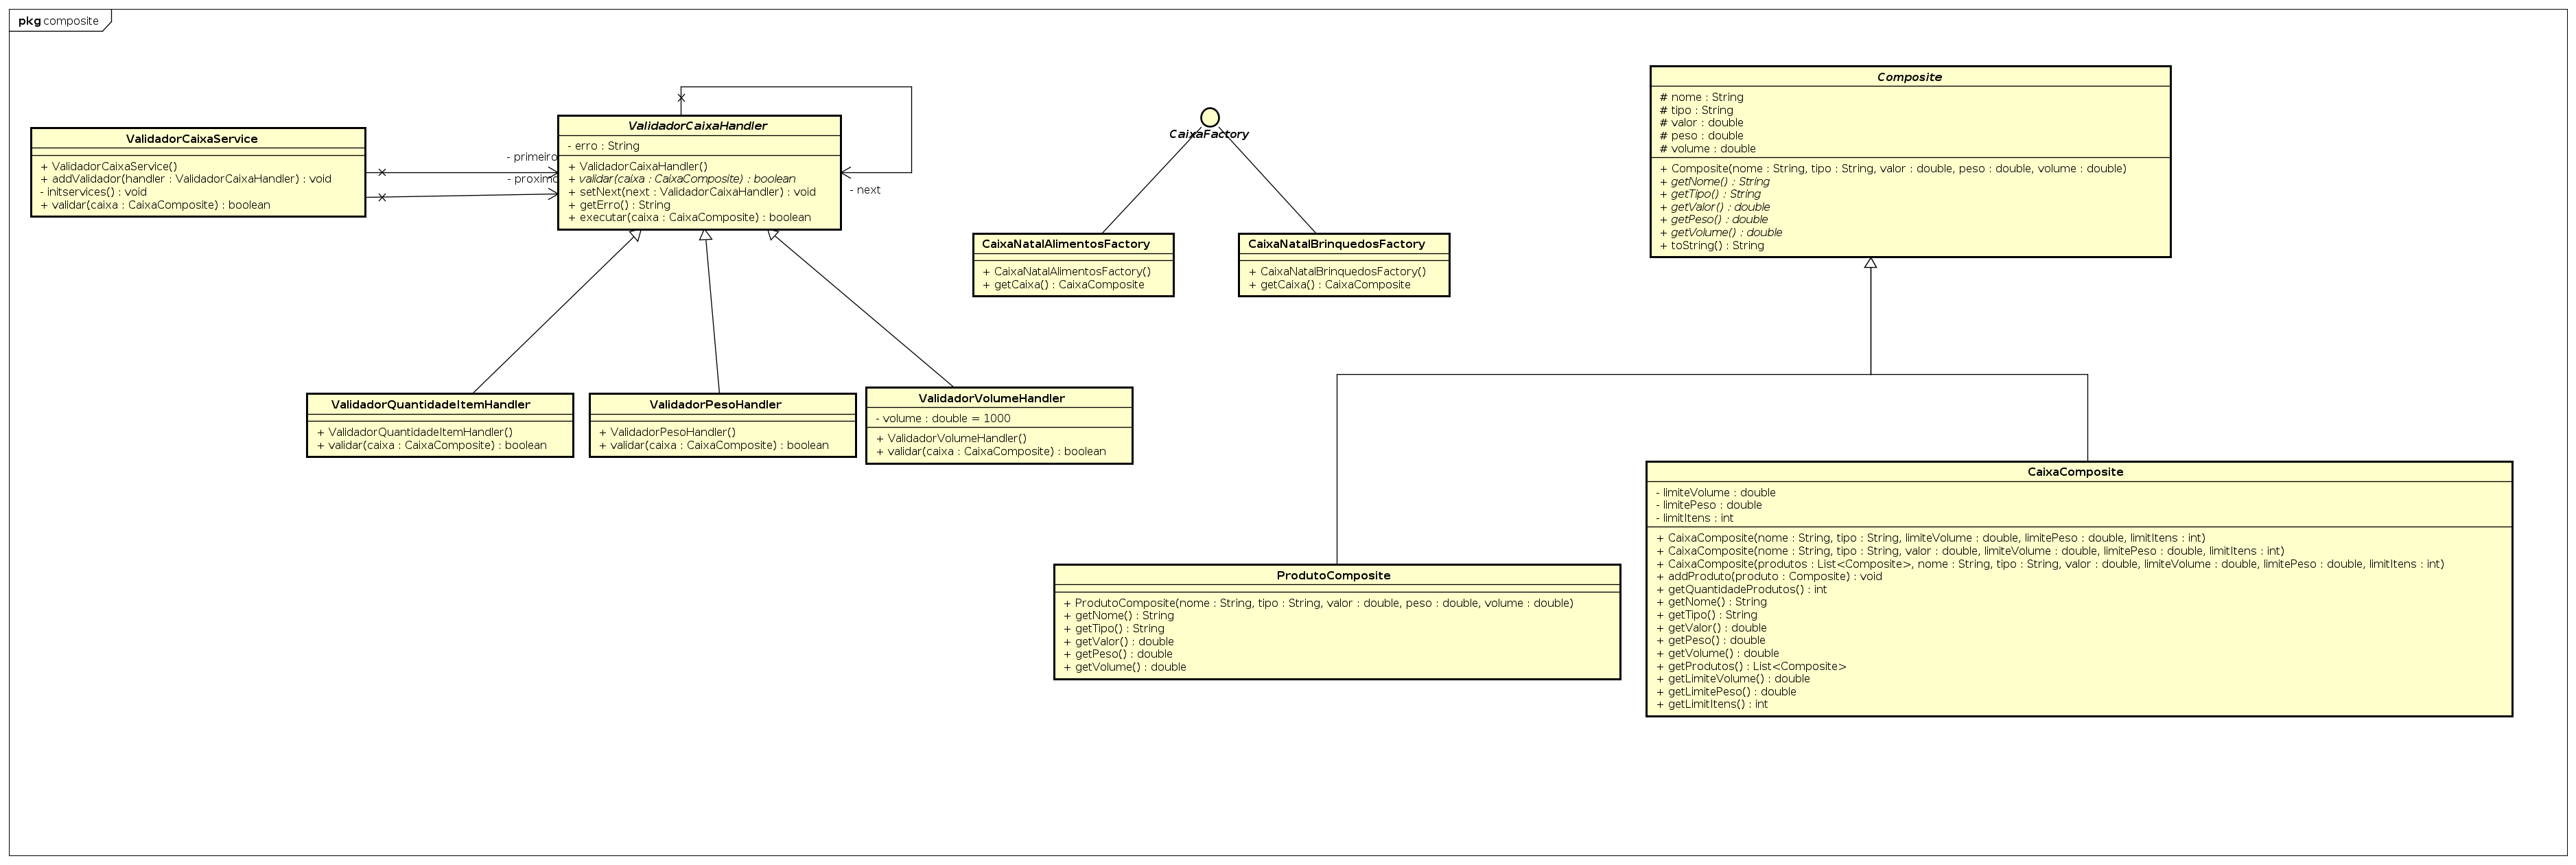 pkg composite
ValidadorCaixaService
+ ValidadorCaixaService()
+ addValidador(handler : ValidadorCaixaHandler) : void
- initservices() : void
+ validar(caixa : CaixaComposite) : boolean
- primeiro
- proximo
ValidadorCaixaHandler
- erro : String
+ ValidadorCaixaHandler()
+ validar(caixa : CaixaComposite) : boolean
+ setNext(next : ValidadorCaixaHandler) : void
+ getErro() : String
+ executar(caixa : CaixaComposite) : boolean
- next
ValidadorQuantidadeItemHandler
+ ValidadorQuantidadeItemHandler()
+ validar(caixa : CaixaComposite) : boolean
ValidadorPesoHandler
+ ValidadorPesoHandler()
+ validar(caixa : CaixaComposite) : boolean
ValidadorVolumeHandler
- volume : double = 1000
+ ValidadorVolumeHandler()
+ validar(caixa : CaixaComposite) : boolean
CaixaFactory
CaixaNatalAlimentosFactory
+ CaixaNatalAlimentosFactory()
+ getCaixa() : CaixaComposite
CaixaNatalBrinquedosFactory
+ CaixaNatalBrinquedosFactory()
+ getCaixa() : CaixaComposite
Composite
# nome : String
# tipo : String
# valor : double
# peso : double
# volume : double
+ Composite(nome : String, tipo : String, valor : double, peso : double, volume : double)
+ getNome() : String
+ getTipo() : String
+ getValor() : double
+ getPeso() : double
+ getVolume() : double
+ toString() : String
ProdutoComposite
+ ProdutoComposite(nome : String, tipo : String, valor : double, peso : double, volume : double)
+ getNome() : String
+ getTipo() : String
+ getValor() : double
+ getPeso() : double
+ getVolume() : double
CaixaComposite
- limiteVolume : double
- limitePeso : double
- limitItens : int
+ CaixaComposite(nome : String, tipo : String, limiteVolume : double, limitePeso : double, limitItens : int)
+ CaixaComposite(nome : String, tipo : String, valor : double, limiteVolume : double, limitePeso : double, limitItens : int)
+ CaixaComposite(produtos : List<Composite>, nome : String, tipo : String, valor : double, limiteVolume : double, limitePeso : double, limitItens : int)
+ addProduto(produto : Composite) : void
+ getQuantidadeProdutos() : int
+ getNome() : String
+ getTipo() : String
+ getValor() : double
+ getPeso() : double
+ getVolume() : double
+ getProdutos() : List<Composite>
+ getLimiteVolume() : double
+ getLimitePeso() : double
+ getLimitItens() : int